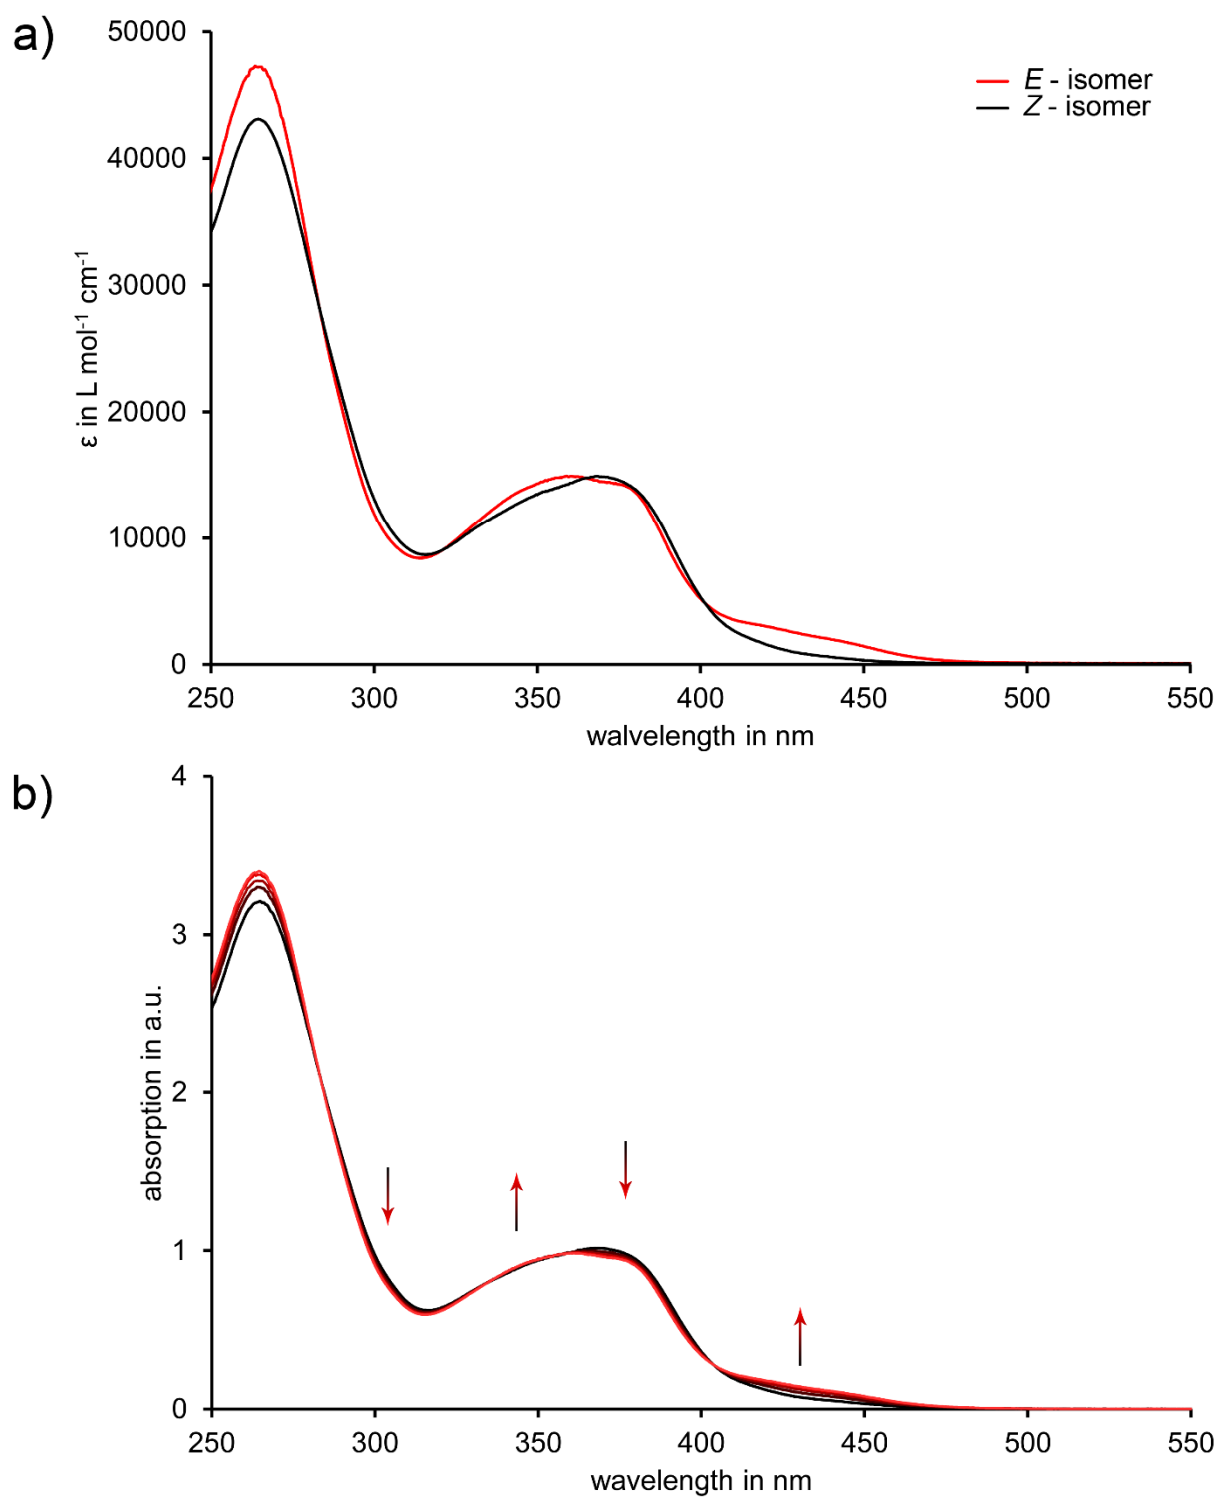 a)
50000
40000
30000
20000
10000
0
ε in L mol⁻¹ cm⁻¹
E - isomer
Z - isomer
250 300 350 400 450 500 550
walvelength in nm
b)
4
3
2
1
0
absorption in a.u.
250 300 350 400 450 500 550
wavelength in nm